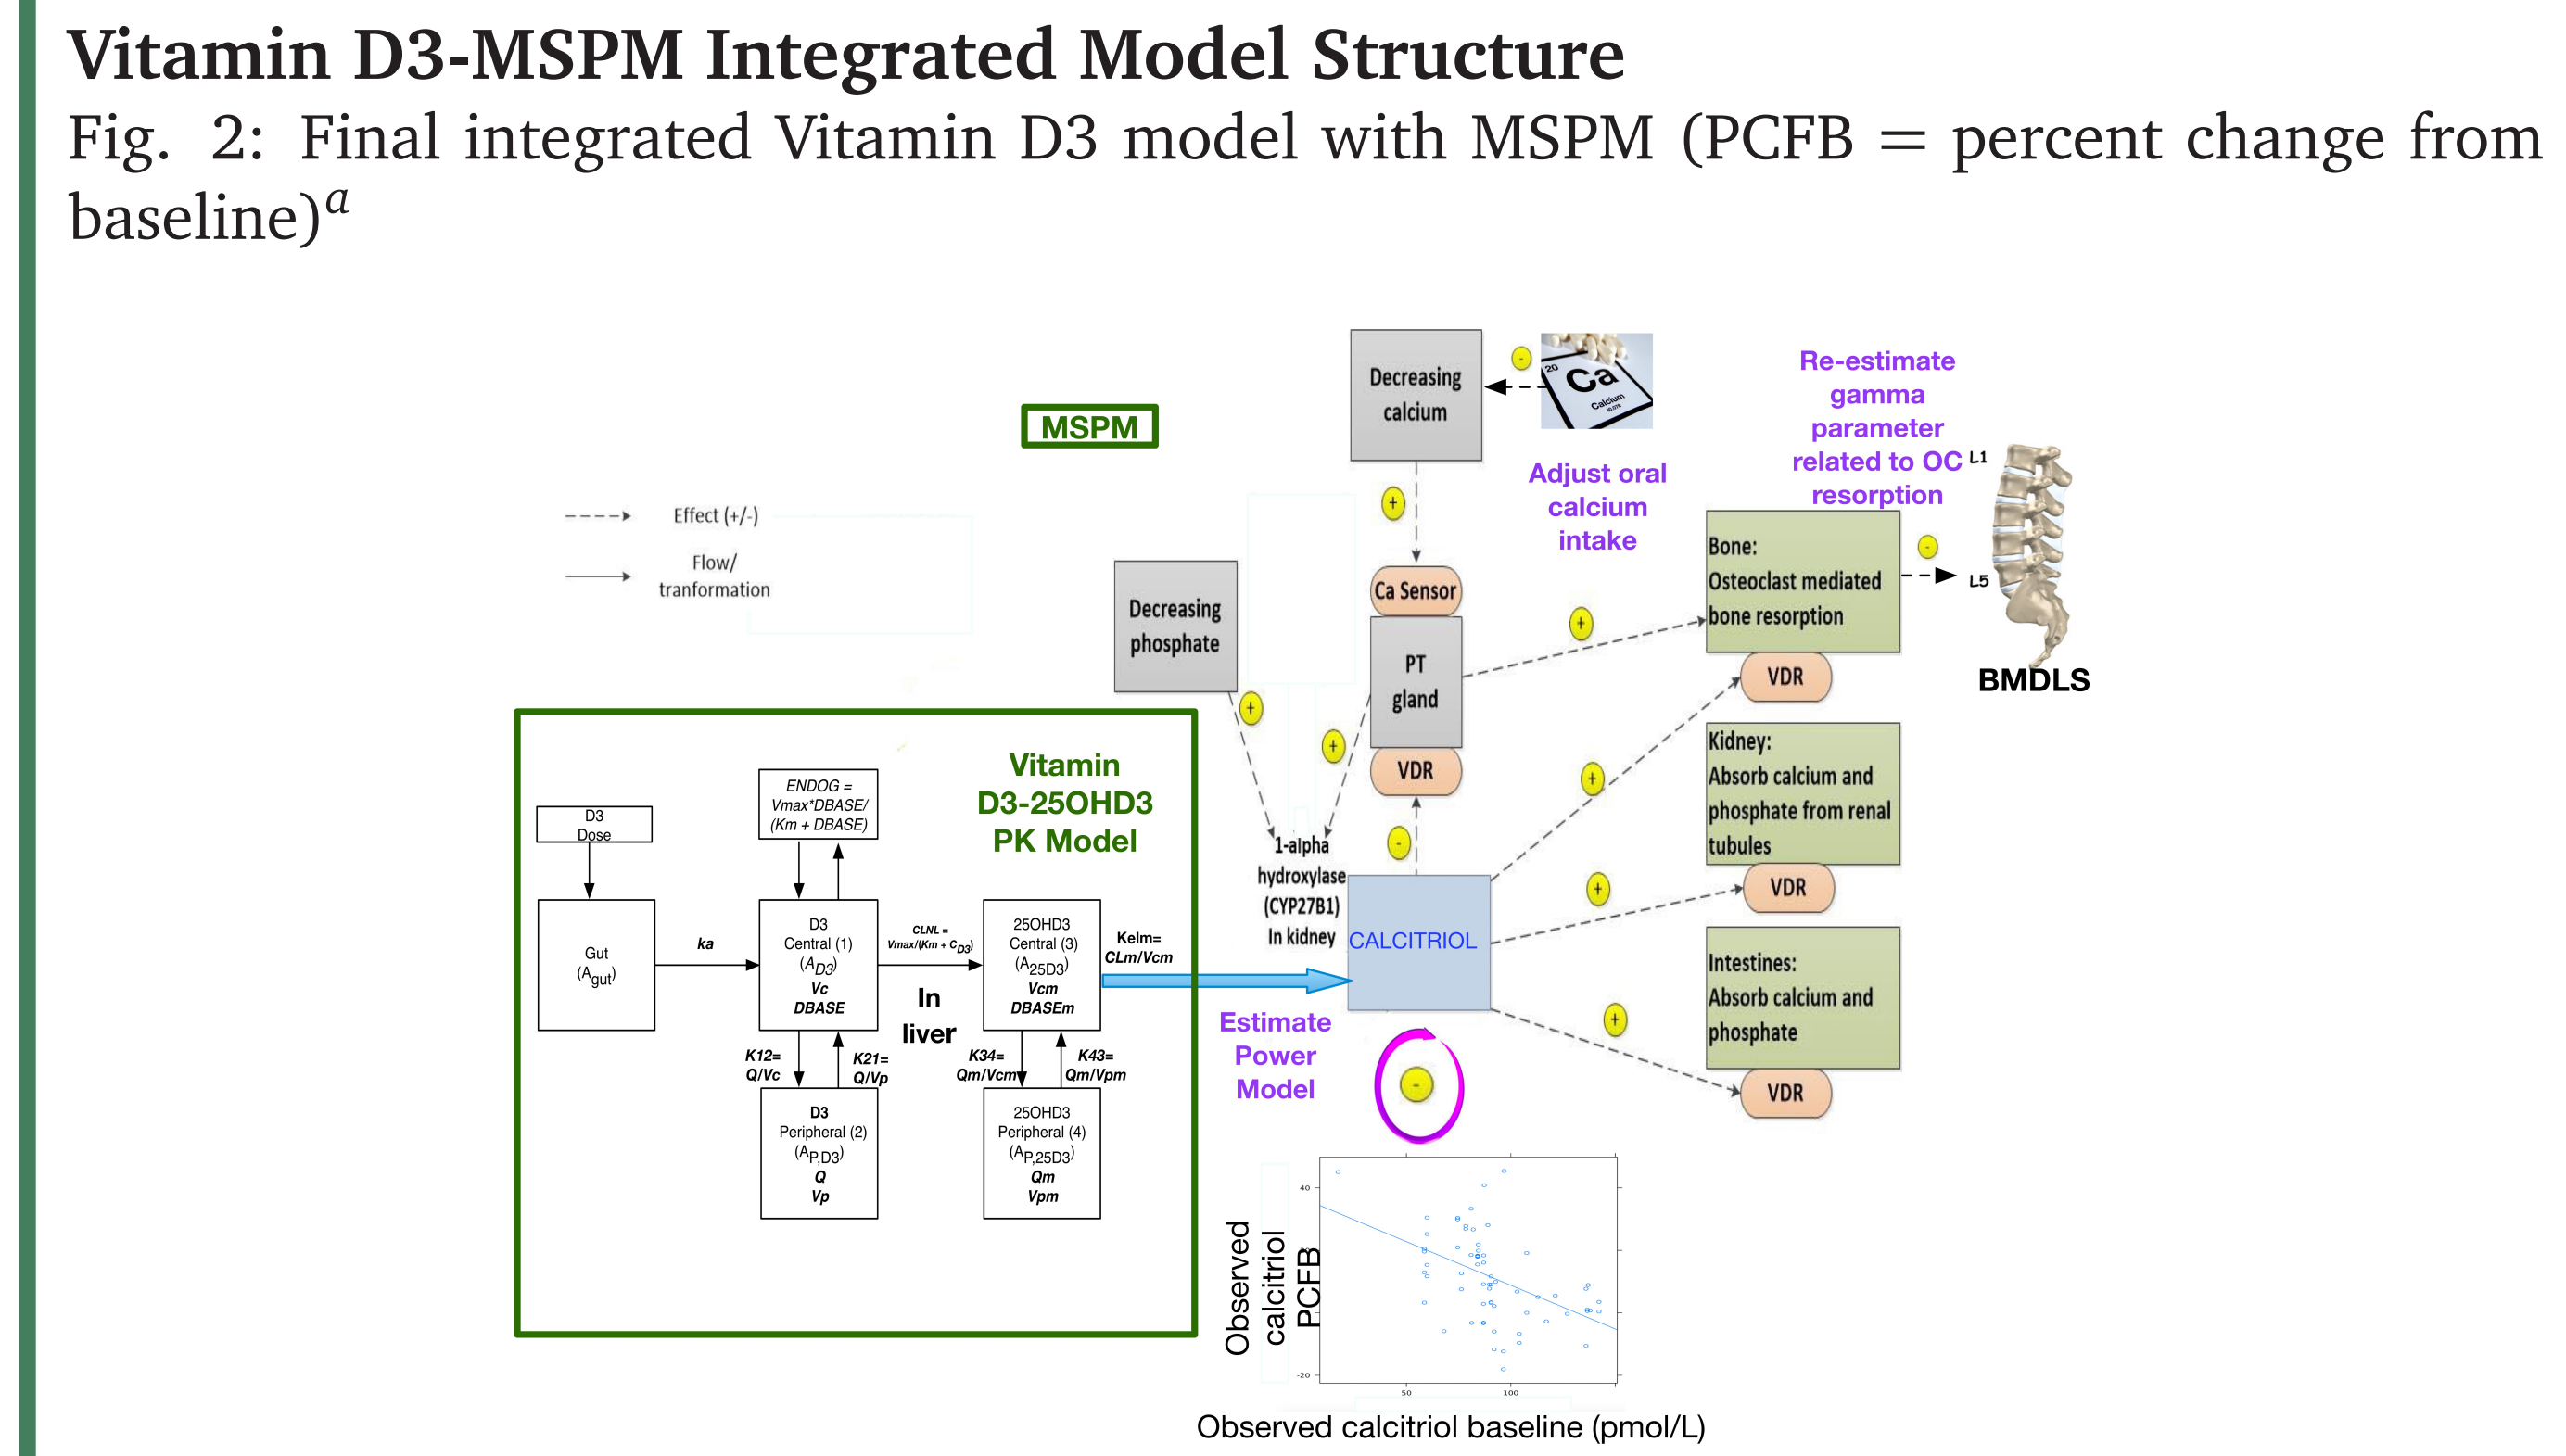 Vitamin D3-MSPM Integrated Model Structure
Fig. 2: Final integrated Vitamin D3 model with MSPM (PCFB = percent change from
baseline)a
MSPM
Effect (+/-)
Flow/
tranformation
Decreasing
calcium
-
20
Ca
Calcium
Adjust oral
calcium
intake
Re-estimate
gamma
parameter
related to OC
resorption
L1
L5
BMDLS
+
Ca Sensor
PT
gland
VDR
Decreasing
phosphate
+
+
+
-
Bone:
Osteoclast mediated
bone resorption
VDR
-
Kidney:
Absorb calcium and
phosphate from renal
tubules
VDR
Intestines:
Absorb calcium and
phosphate
VDR
+
+
+
1-alpha
hydroxylase
(CYP27B1)
In kidney
CALCITRIOL
Vitamin
D3-25OHD3
PK Model
D3
Dose
Gut
(Agut)
ka
ENDOG =
Vmax*DBASE/
(Km + DBASE)
D3
Central (1)
(AD3)
Vc
DBASE
CLNL =
Vmax/(Km + CD3)
In
liver
25OHD3
Central (3)
(A25D3)
Vcm
DBASEm
Kelm=
CLm/Vcm
K12=
Q/Vc
K21=
Q/Vp
K34=
Qm/Vcm
K43=
Qm/Vpm
D3
Peripheral (2)
(AP,D3)
Q
Vp
25OHD3
Peripheral (4)
(AP,25D3)
Qm
Vpm
Estimate
Power
Model
-
Observed
calcitriol
PCFB
40
-20
50
100
Observed calcitriol baseline (pmol/L)